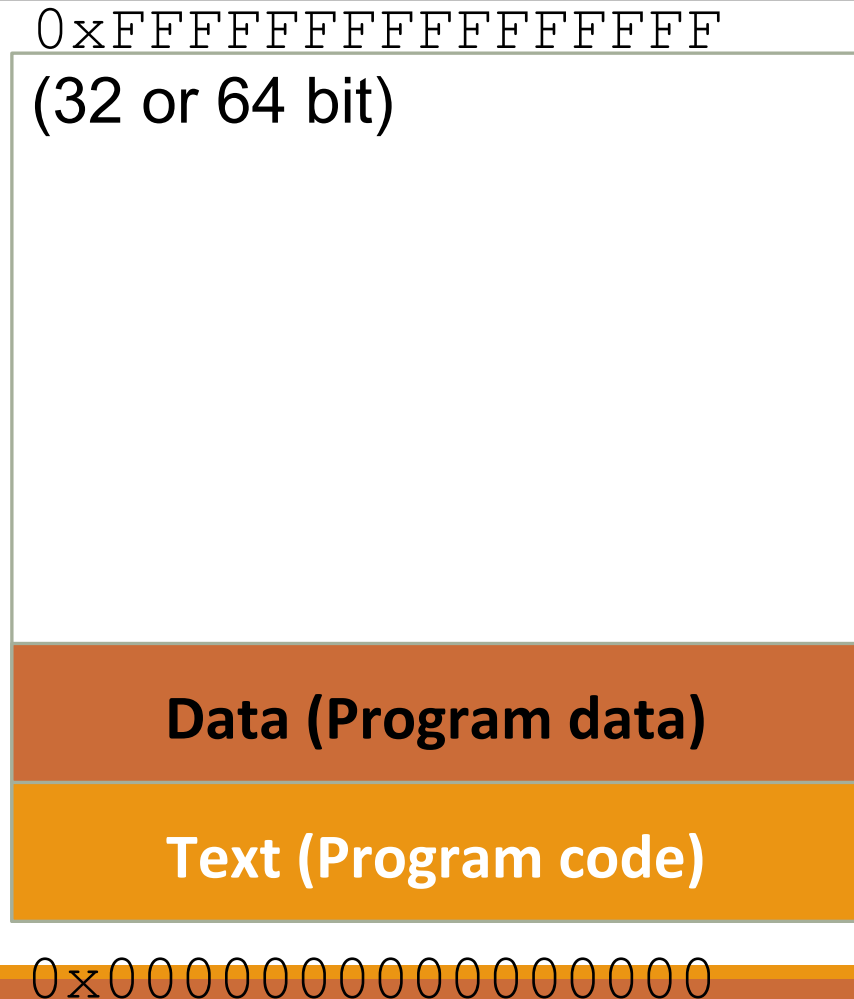 0xFFFFFFFFFFFFFFFF
(32 or 64 bit)
Data (Program data)
Text (Program code)
0x0000000000000000